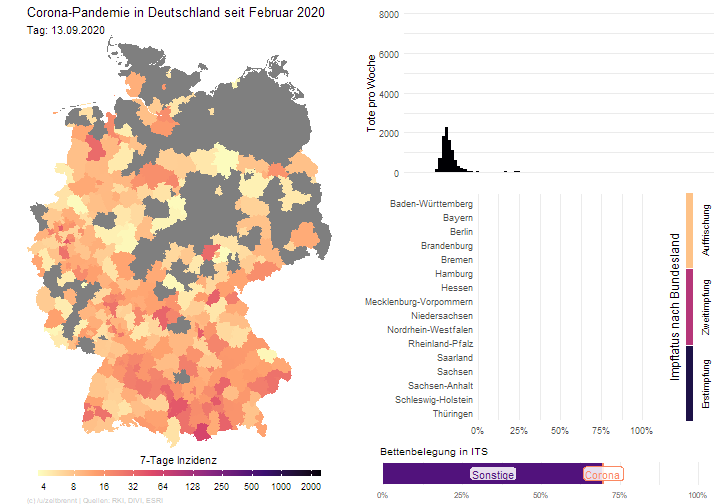 Corona-Pandemie in Deutschland seit Februar 2020
Tag: 13.09.2020
7-Tage Inzidenz
4 8 16 32 64 125 250 500 1000 2000
(c) | Quellen: RKI, DIVI, ESRI
Tote pro Woche
8000
6000
4000
2000
0
Baden-Württemberg
Bayern
Berlin
Brandenburg
Bremen
Hamburg
Hessen
Mecklenburg-Vorpommern
Niedersachsen
Nordrhein-Westfalen
Rheinland-Pfalz
Saarland
Sachsen
Sachsen-Anhalt
Schleswig-Holstein
Thüringen
0% 25% 50% 75% 100%
Impftatus nach Bundesland
Auffrischung
Zweitimpfung
Erstimpfung
Bettenbelegung in ITS
Sonstige Corona
0% 25% 50% 75% 100%